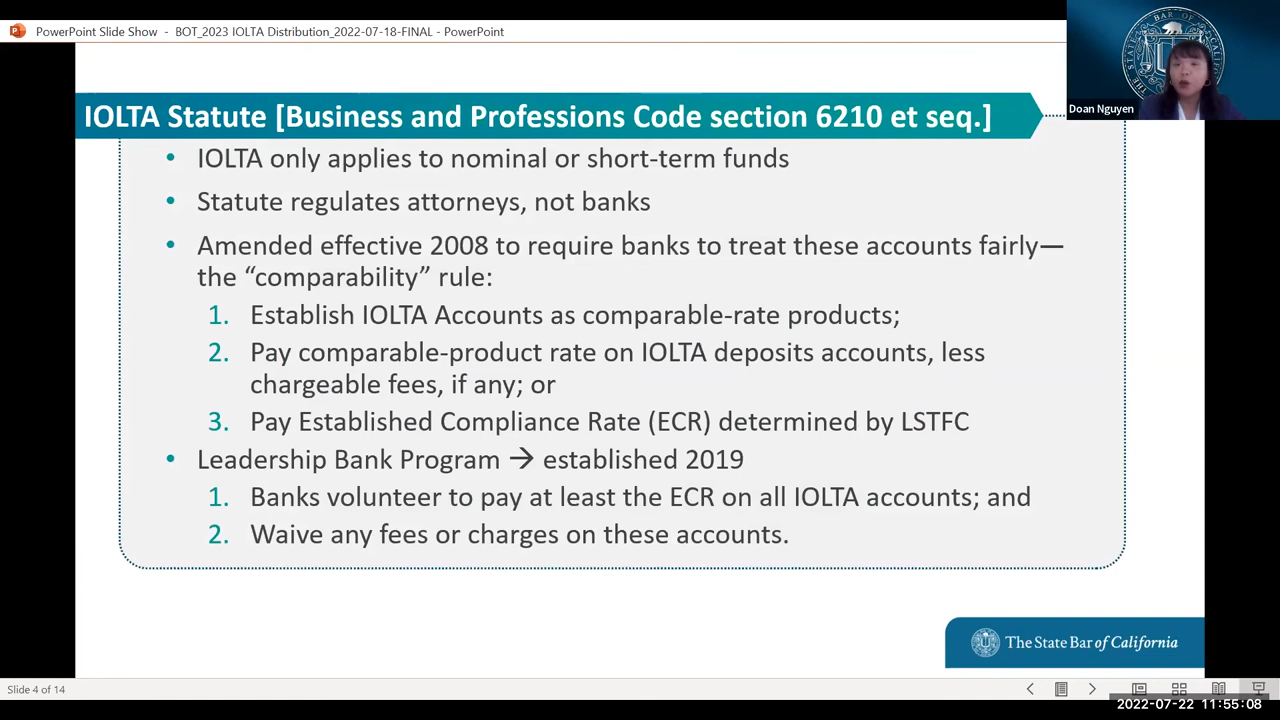 PowerPoint Slide Show - BOT_2023 IOLTA Distribution_2022-07-18-FINAL - PowerPoint
Doan Nguyen
IOLTA Statute [Business and Professions Code section 6210 et seq.]
• IOLTA only applies to nominal or short-term funds
• Statute regulates attorneys, not banks
• Amended effective 2008 to require banks to treat these accounts fairly—
the “comparability” rule:
1. Establish IOLTA Accounts as comparable-rate products;
2. Pay comparable-product rate on IOLTA deposits accounts, less
chargeable fees, if any; or
3. Pay Established Compliance Rate (ECR) determined by LSTFC
• Leadership Bank Program → established 2019
1. Banks volunteer to pay at least the ECR on all IOLTA accounts; and
2. Waive any fees or charges on these accounts.
The State Bar of California
Slide 4 of 14
2022-07-22 11:55:08